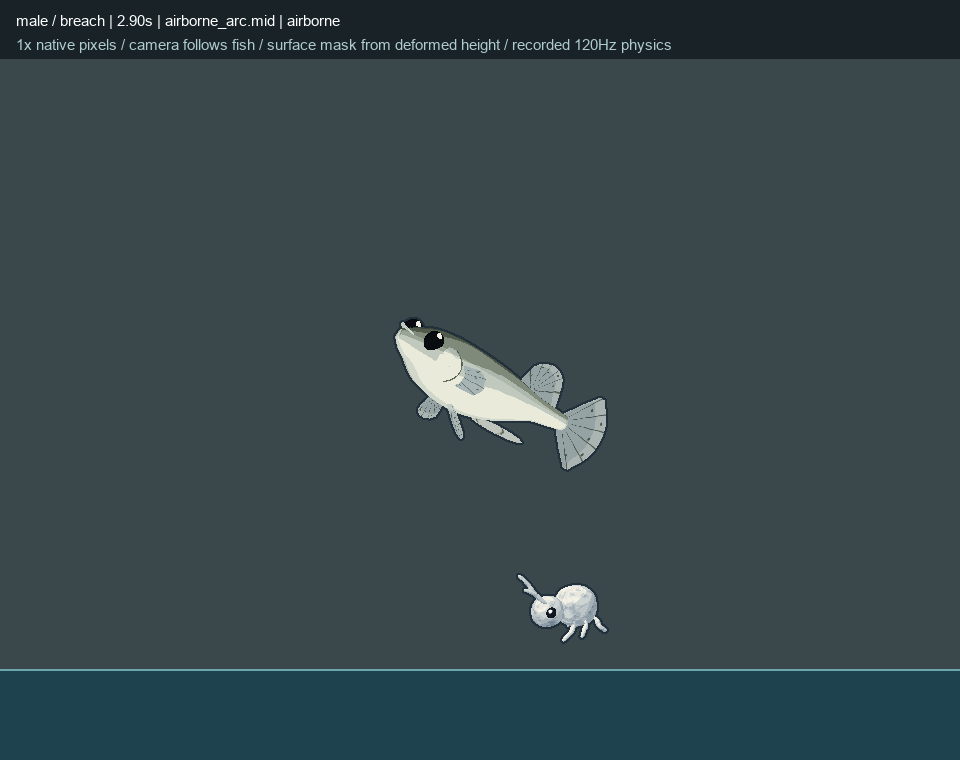 male / breach | 2.90s | airborne_arc.mid | airborne
1x native pixels / camera follows fish / surface mask from deformed height / recorded 120Hz physics